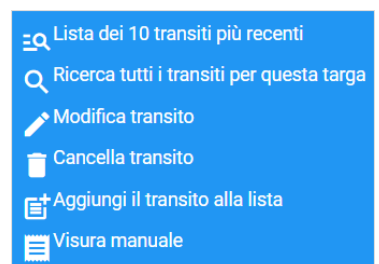 Lista dei 10 transiti più recenti
Ricerca tutti i transiti per questa targa
Modifica transito
Cancella transito
Aggiungi il transito alla lista
Visura manuale